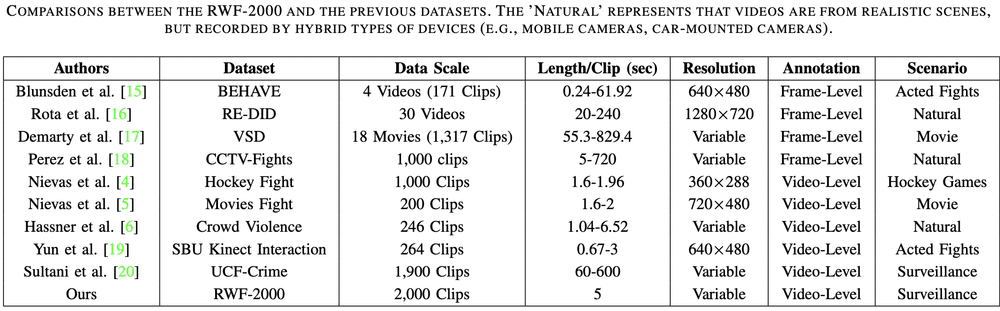 COMPARISONS BETWEEN THE RWF-2000 AND THE PREVIOUS DATASETS. THE 'NATURAL' REPRESENTS THAT VIDEOS ARE FROM REALISTIC SCENES,
BUT RECORDED BY HYBRID TYPES OF DEVICES (E.G., MOBILE CAMERAS, CAR-MOUNTED CAMERAS).
Authors Dataset Data Scale Length/Clip (sec) Resolution Annotation Scenario
Blunsden et al. [15] BEHAVE 4 Videos (171 Clips) 0.24-61.92 640×480 Frame-Level Acted Fights
Rota et al. [16] RE-DID 30 Videos 20-240 1280×720 Frame-Level Natural
Demarty et al. [17] VSD 18 Movies (1,317 Clips) 55.3-829.4 Variable Frame-Level Movie
Perez et al. [18] CCTV-Fights 1,000 clips 5-720 Variable Frame-Level Natural
Nievas et al. [4] Hockey Fight 1,000 Clips 1.6-1.96 360×288 Video-Level Hockey Games
Nievas et al. [5] Movies Fight 200 Clips 1.6-2 720×480 Video-Level Movie
Hassner et al. [6] Crowd Violence 246 Clips 1.04-6.52 Variable Video-Level Natural
Yun et al. [19] SBU Kinect Interaction 264 Clips 0.67-3 640×480 Video-Level Acted Fights
Sultani et al. [20] UCF-Crime 1,900 Clips 60-600 Variable Video-Level Surveillance
Ours RWF-2000 2,000 Clips 5 Variable Video-Level Surveillance